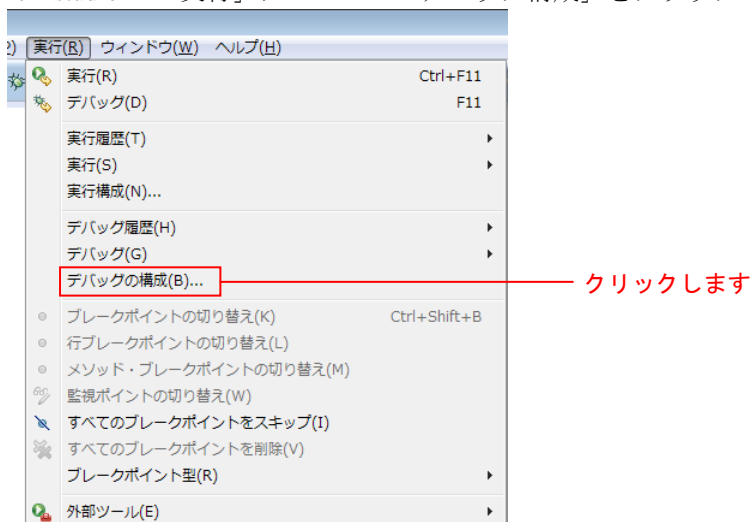 2) 実行(R) ウィンドウ(W) ヘルプ(H)
実行(R) Ctrl+F11
デバッグ(D) F11
実行履歴(T)
実行(S)
実行構成(N)...
デバッグ履歴(H)
デバッグ(G)
デバッグの構成(B)...
クリックします
ブレークポイントの切り替え(K) Ctrl+Shift+B
行ブレークポイントの切り替え(L)
メソッド・ブレークポイントの切り替え(M)
監視ポイントの切り替え(W)
すべてのブレークポイントをスキップ(I)
すべてのブレークポイントを削除(V)
ブレークポイント型(R)
外部ツール(E)